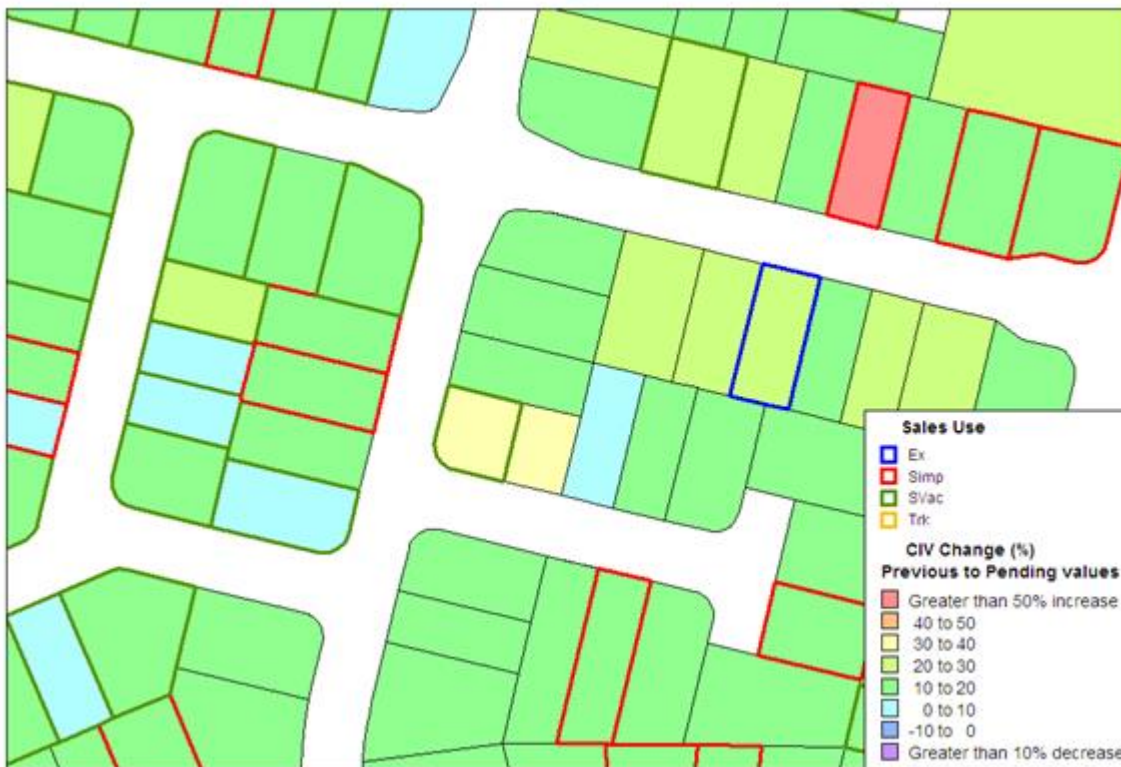 Sales Use
Ex
Simp
SVac
Trk
CIV Change (%)
Previous to Pending values
Greater than 50% increase
40 to 50
30 to 40
20 to 30
10 to 20
0 to 10
-10 to 0
Greater than 10% decrease